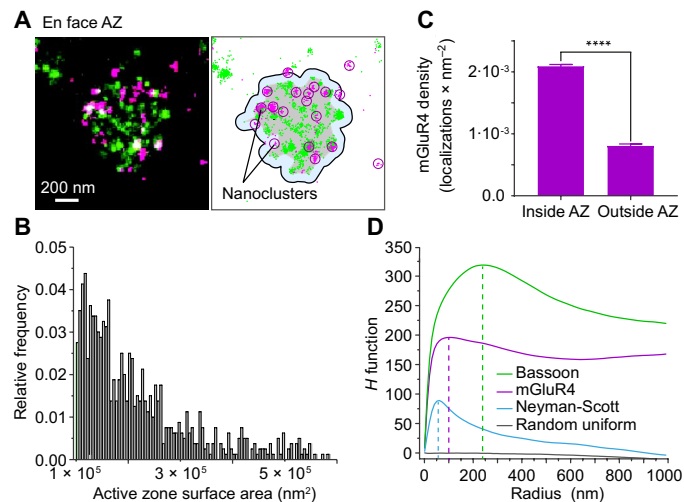 A En face AZ
200 nm
Nanoclusters
B
Relative frequency
0.05
0.04
0.03
0.02
0.01
0.00
1 × 10⁵ 3 × 10⁵ 5 × 10⁵
Active zone surface area (nm²)
C
mGluR4 density
(localizations × nm⁻²)
****
2·10⁻³
1·10⁻³
0.0
Inside AZ Outside AZ
D
H function
350
300
250
200
150
100
50
0
Bassoon
mGluR4
Neyman-Scott
Random uniform
0 200 400 600 800 1000
Radius (nm)